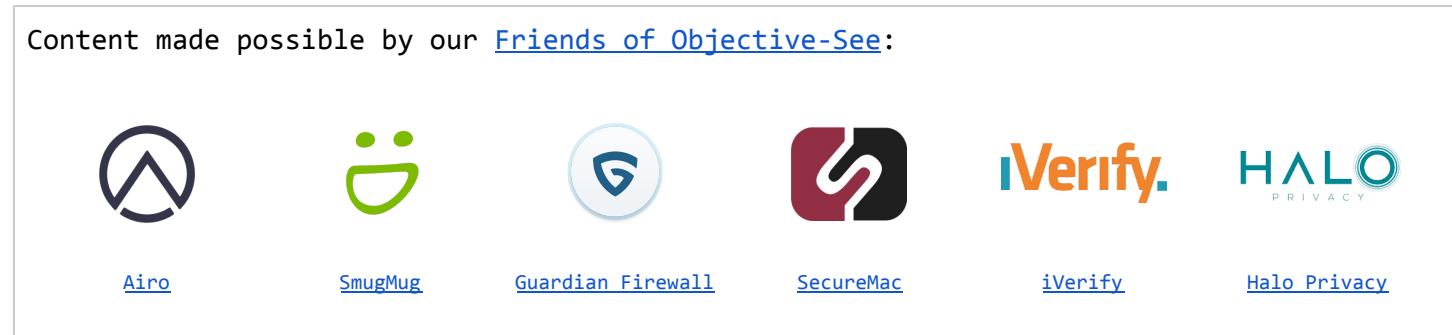 Content made possible by our Friends of Objective-See:
iVerify.
HALO
PRIVACY
Airo
SmugMug
Guardian Firewall
SecureMac
iVerify
Halo Privacy